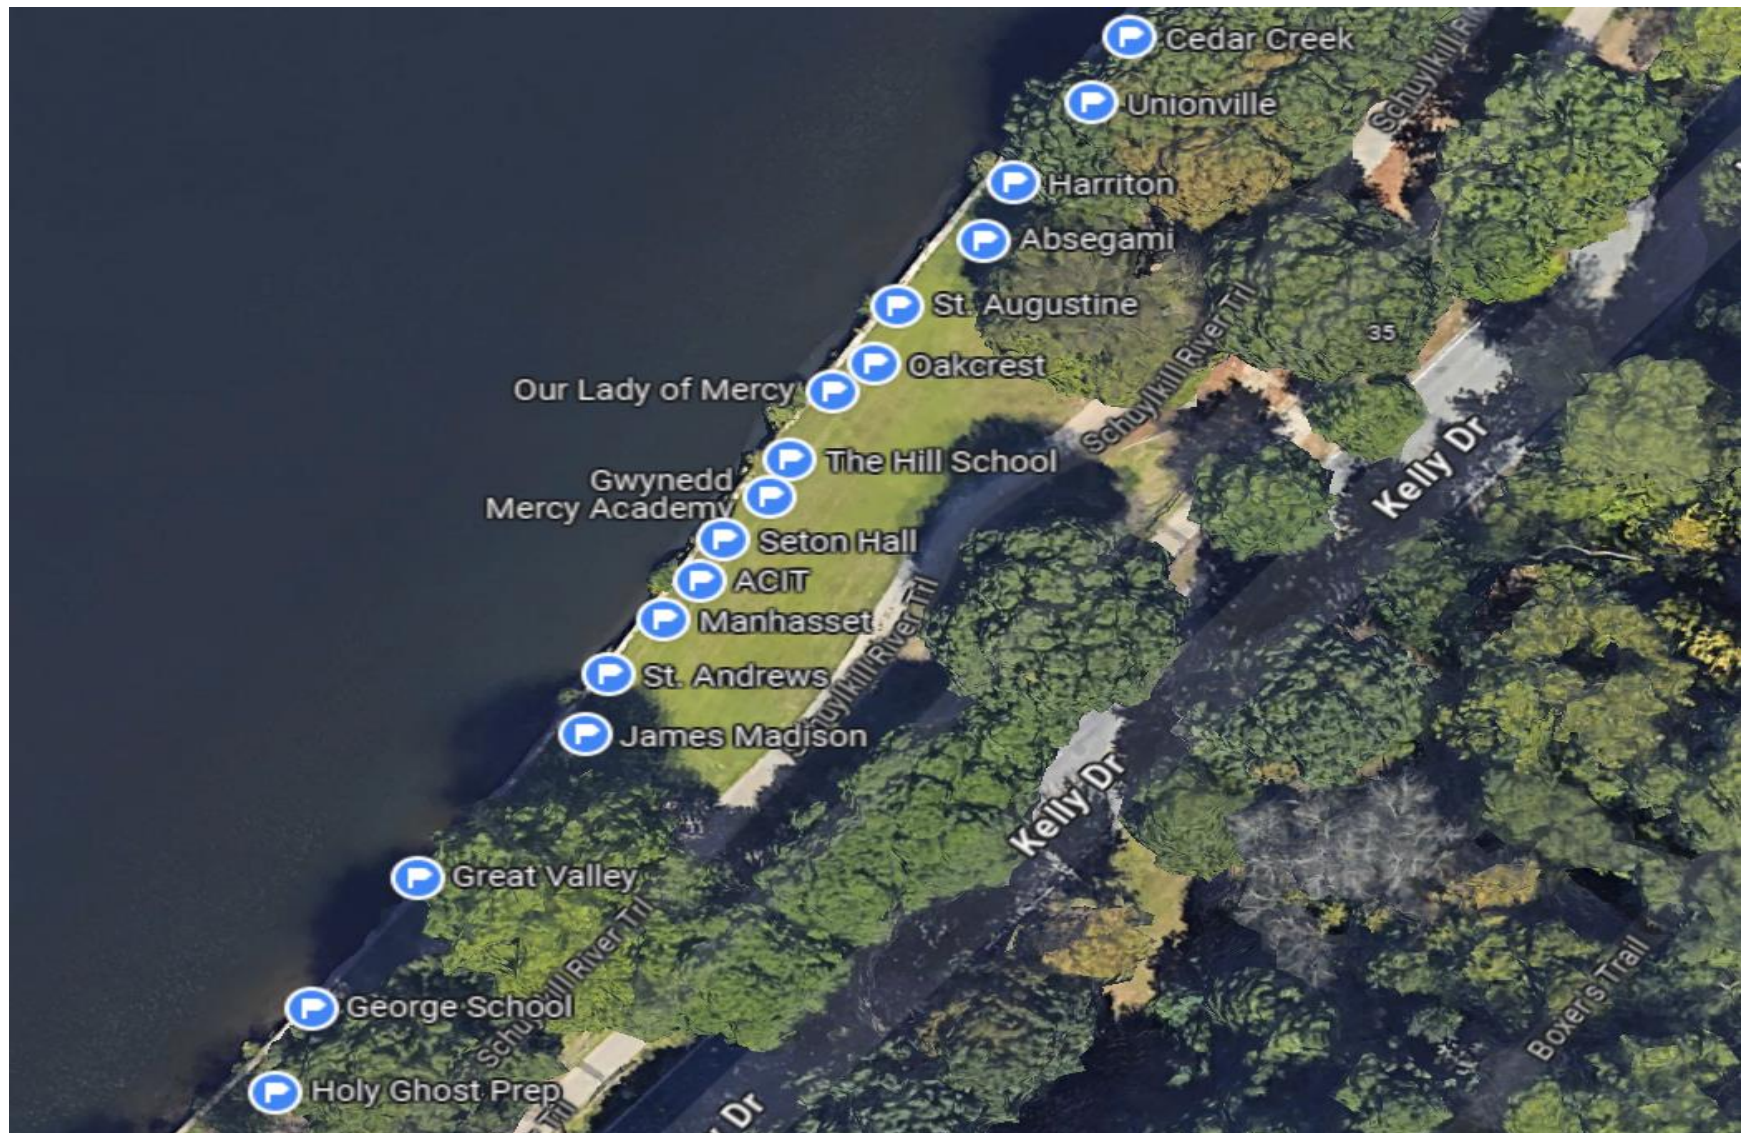 Cedar Creek
Schuylkill Riv
Unionville
Harriton
Absegami
St. Augustine
35
Oakcrest
Our Lady of Mercy
Schuylkill River Trl
The Hill School
Kelly Dr
Gwynedd
Mercy Academy
Seton Hall
ACIT
Manhasset
Schuylkill River Trl
St. Andrews
James Madison
Kelly Dr
Great Valley
Schuylkill River Trl
George School
Boxers Trail
Holy Ghost Prep
Trl
y Dr